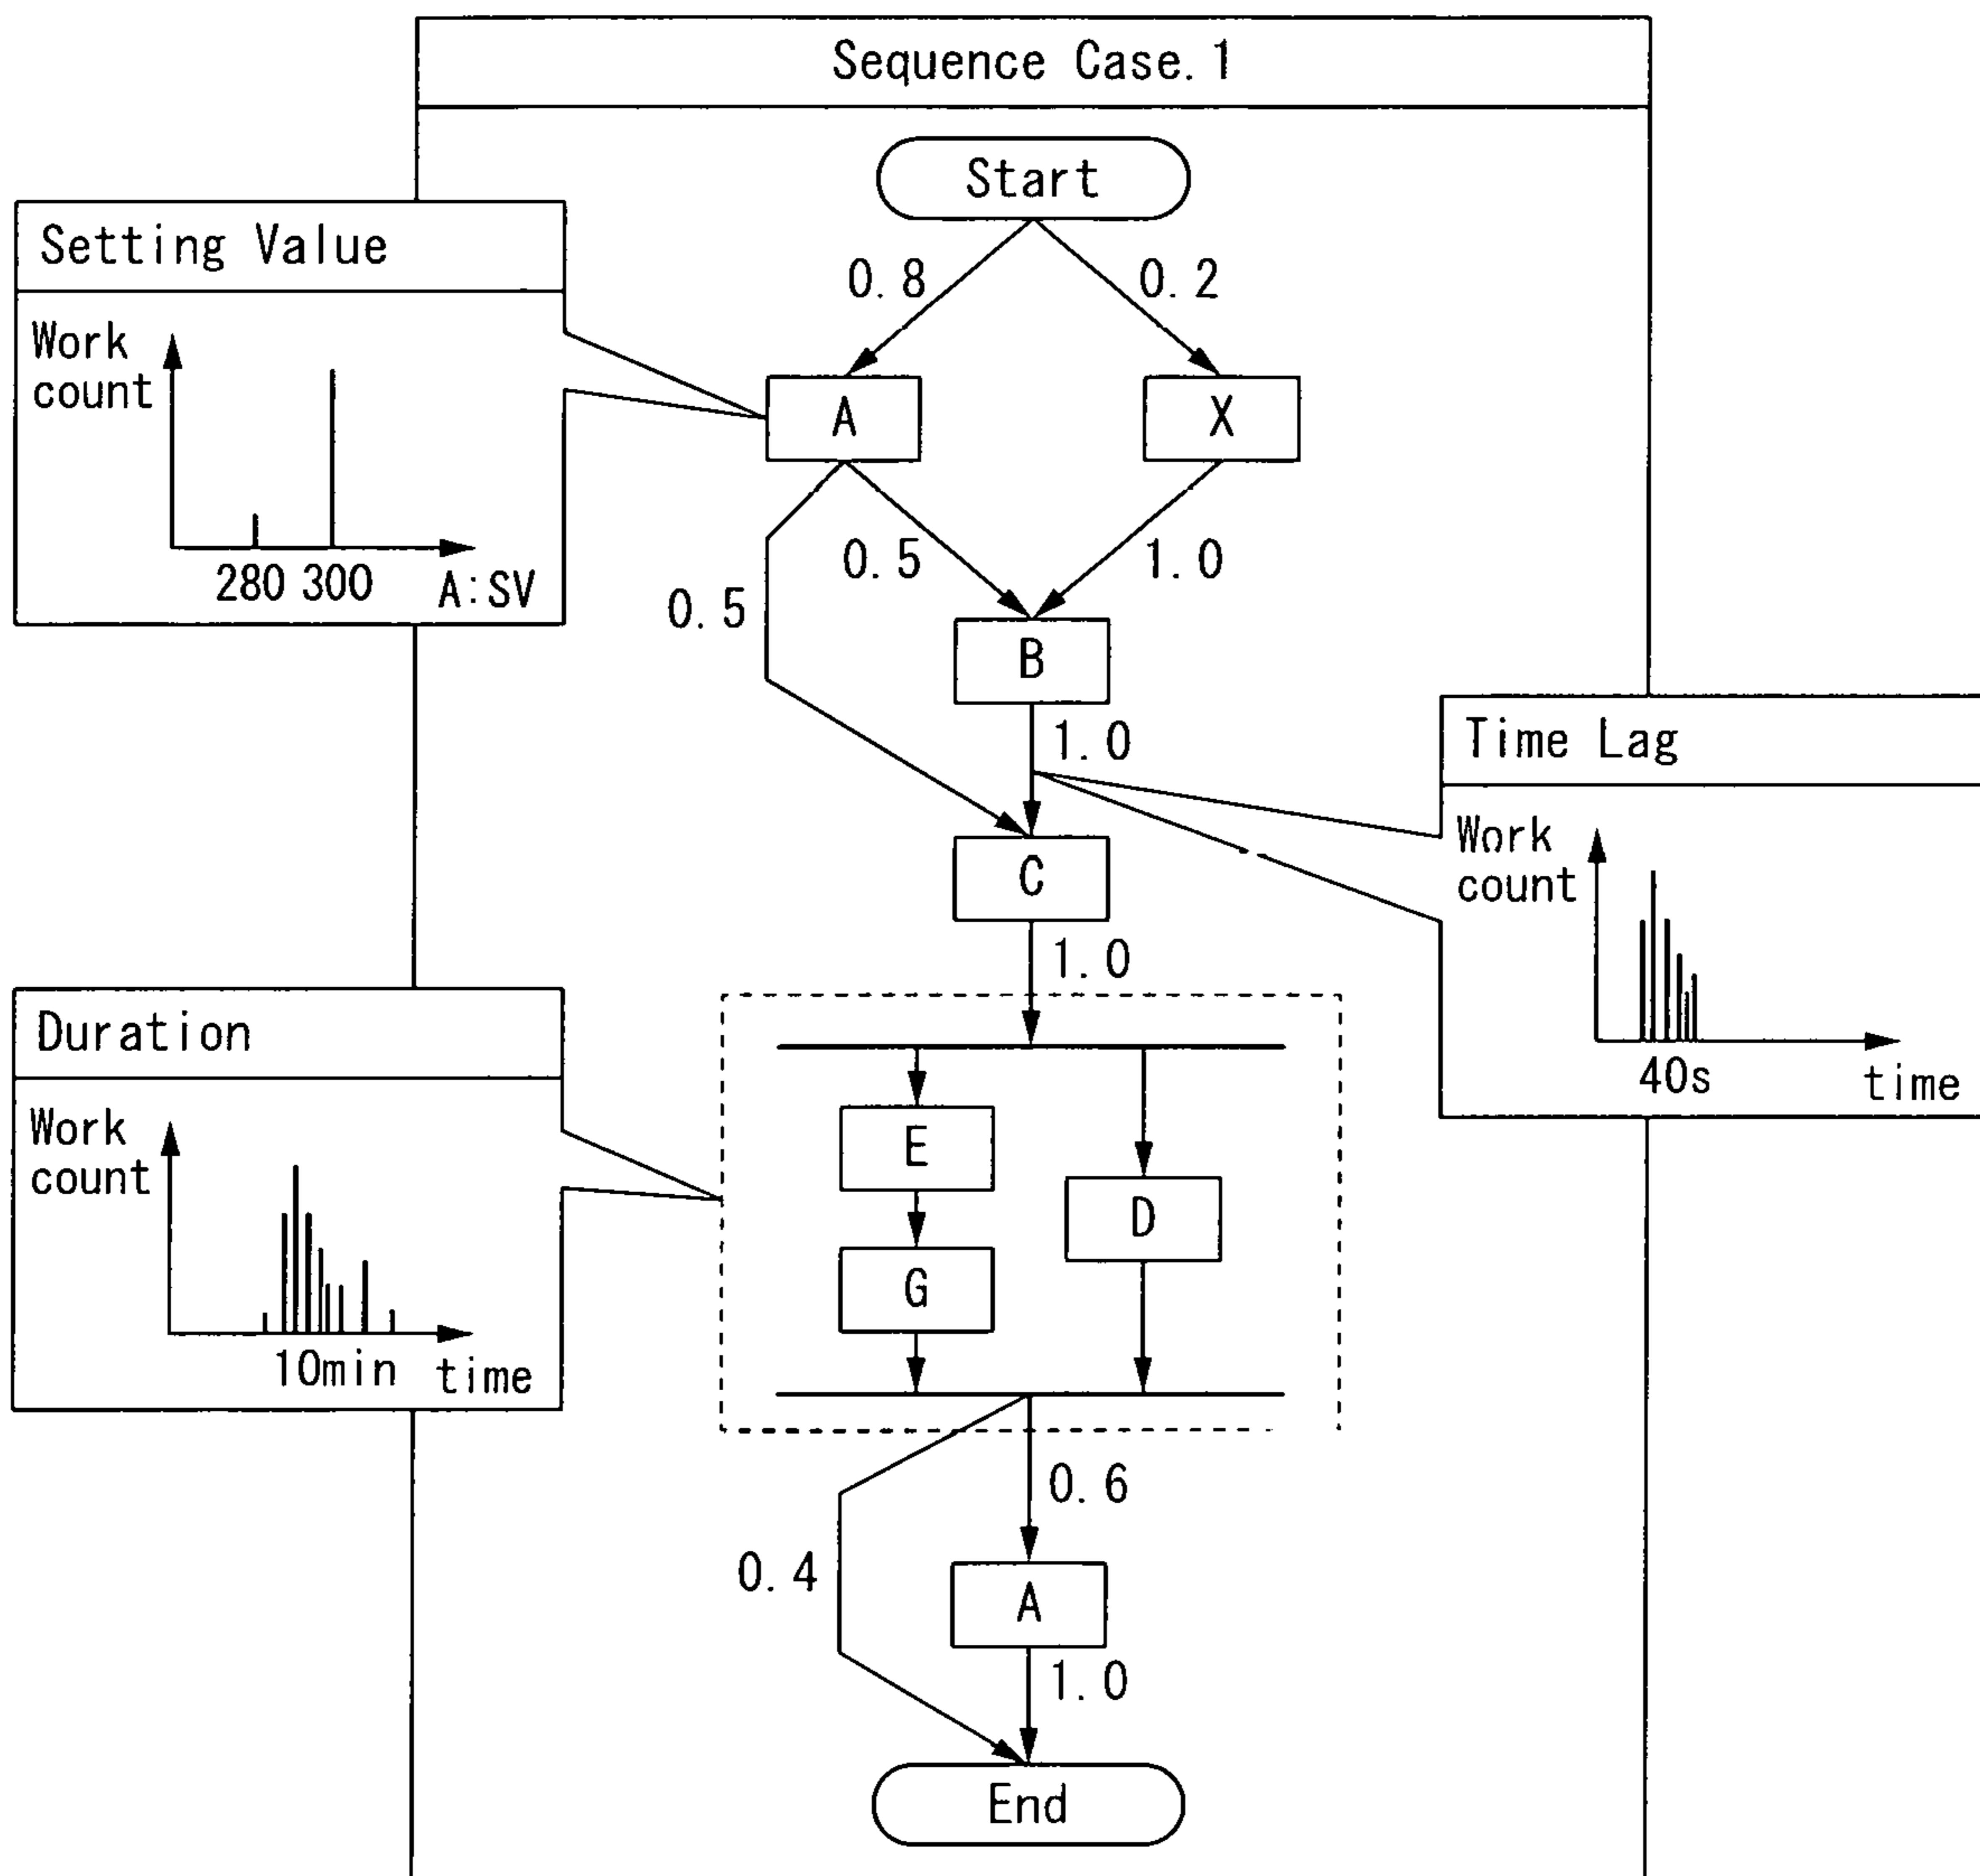 Sequence Case.1
Start
Setting Value
0.8
0.2
Work
count
A
X
280 300
A:SV
0.5
0.5
1.0
B
1.0
Time Lag
Work
count
C
1.0
40s
time
Duration
Work
count
E
D
G
10min
time
0.6
0.4
A
1.0
End